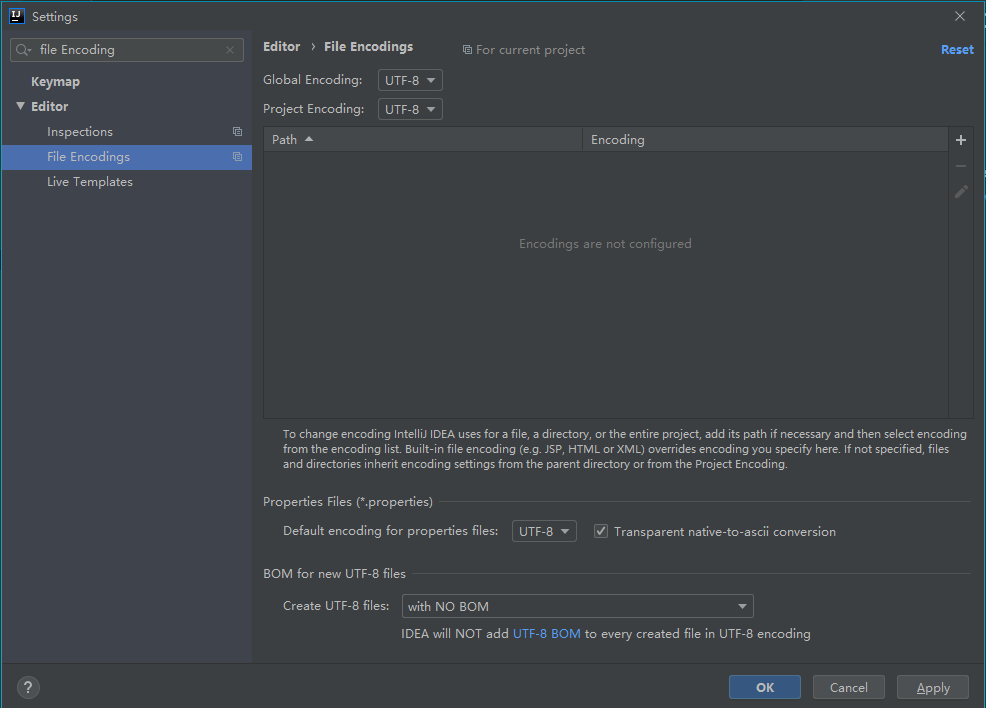 Settings
file Encoding
Keymap
Editor
Inspections
File Encodings
Live Templates
Editor › File Encodings
For current project
Reset
Global Encoding: UTF-8
Project Encoding: UTF-8
Path
Encoding
Encodings are not configured
To change encoding IntelliJ IDEA uses for a file, a directory, or the entire project, add its path if necessary and then select encoding
from the encoding list. Built-in file encoding (e.g. JSP, HTML or XML) overrides encoding you specify here. If not specified, files
and directories inherit encoding settings from the parent directory or from the Project Encoding.
Properties Files (*.properties)
Default encoding for properties files: UTF-8
Transparent native-to-ascii conversion
BOM for new UTF-8 files
Create UTF-8 files: with NO BOM
IDEA will NOT add UTF-8 BOM to every created file in UTF-8 encoding
?
OK
Cancel
Apply